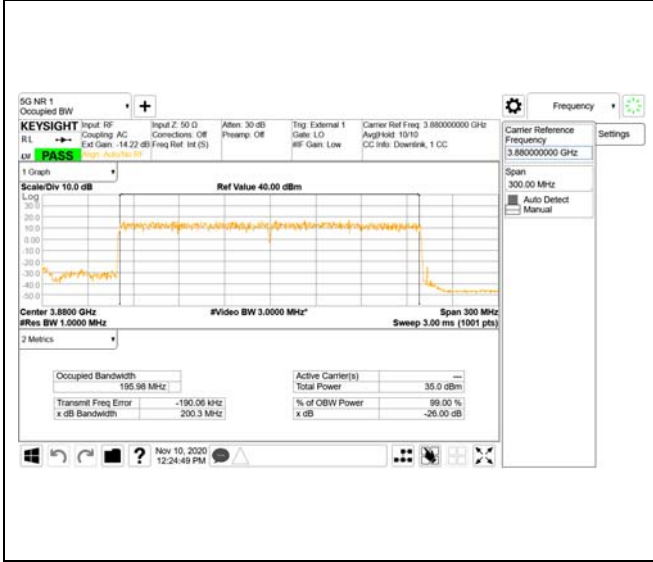 5G NR 1
Occupied BW
Frequency
KEYSIGHT Input: RF Input Z: 50 Ω Atten: 30 dB Trig: External 1 Carrier Ref Freq: 3.880000000 GHz
R L Coupling: AC Corrections: Off Preamp: Off Gate: LO Avg|Hold: 10/10
Ext Gain: -14.22 dB Freq Ref: Int (S) #IF Gain: Low CC Info: Downlink, 1 CC
PASS Align: Auto/No RF
Carrier Reference
Frequency
3.880000000 GHz
Settings
Span
300.00 MHz
Auto Detect
Manual
1 Graph
Scale/Div 10.0 dB Ref Value 40.00 dBm
Log
30.0
20.0
10.0
0.00
-10.0
-20.0
-30.0
-40.0
-50.0
Center 3.8800 GHz #Video BW 3.0000 MHz* Span 300 MHz
#Res BW 1.0000 MHz Sweep 3.00 ms (1001 pts)
2 Metrics
Occupied Bandwidth
195.98 MHz
Transmit Freq Error -190.06 kHz
x dB Bandwidth 200.3 MHz
Active Carrier(s) ---
Total Power 35.0 dBm
% of OBW Power 99.00 %
x dB -26.00 dB
? Nov 10, 2020
12:24:49 PM